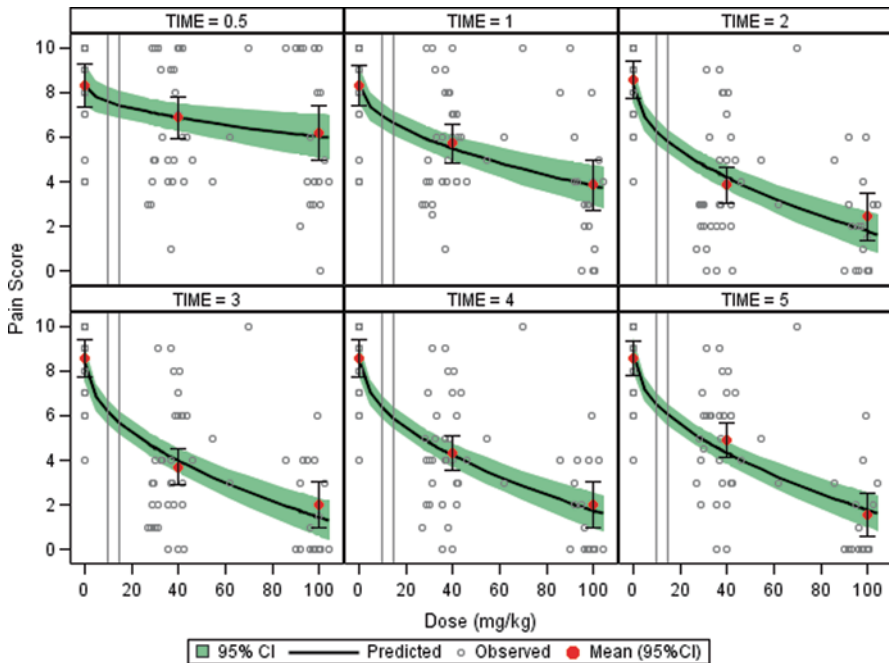 TIME = 0.5 TIME = 1 TIME = 2
10
8
6
4
2
0
TIME = 3 TIME = 4 TIME = 5
10
8
6
4
2
0
Pain Score
0 20 40 60 80 100 0 20 40 60 80 100 0 20 40 60 80 100
Dose (mg/kg)
95% CI Predicted Observed Mean (95%CI)